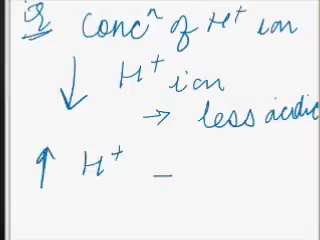 Concⁿ of H⁺ ion
↓ H⁺ ion
→ less acidic
↑ H⁺ –